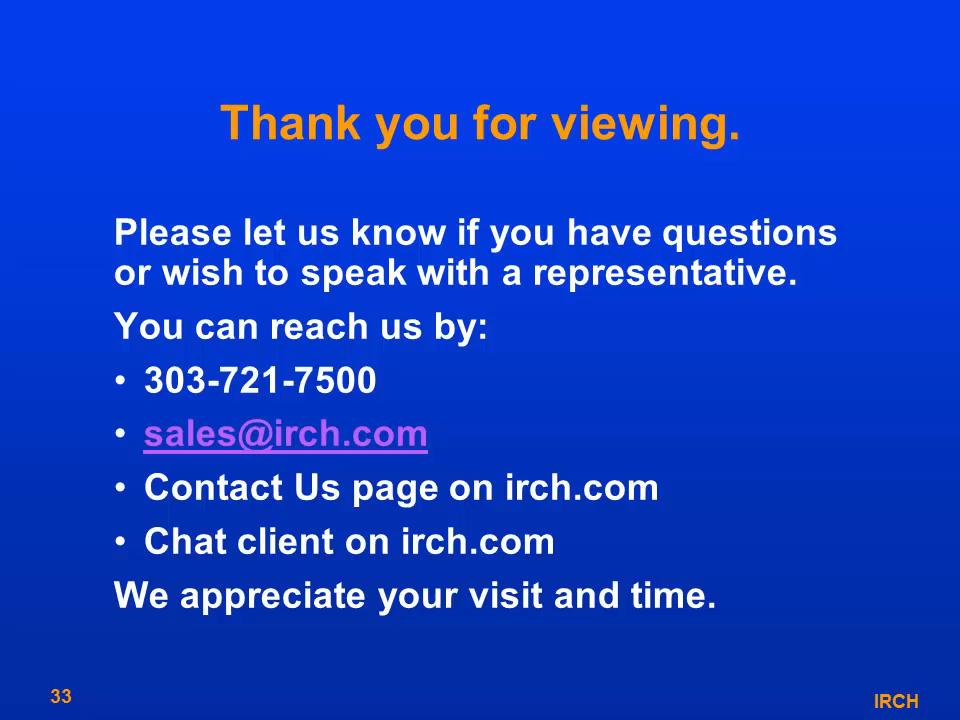 Thank you for viewing.
Please let us know if you have questions
or wish to speak with a representative.
You can reach us by:
• 303-721-7500
• sales@irch.com
• Contact Us page on irch.com
• Chat client on irch.com
We appreciate your visit and time.
33
IRCH